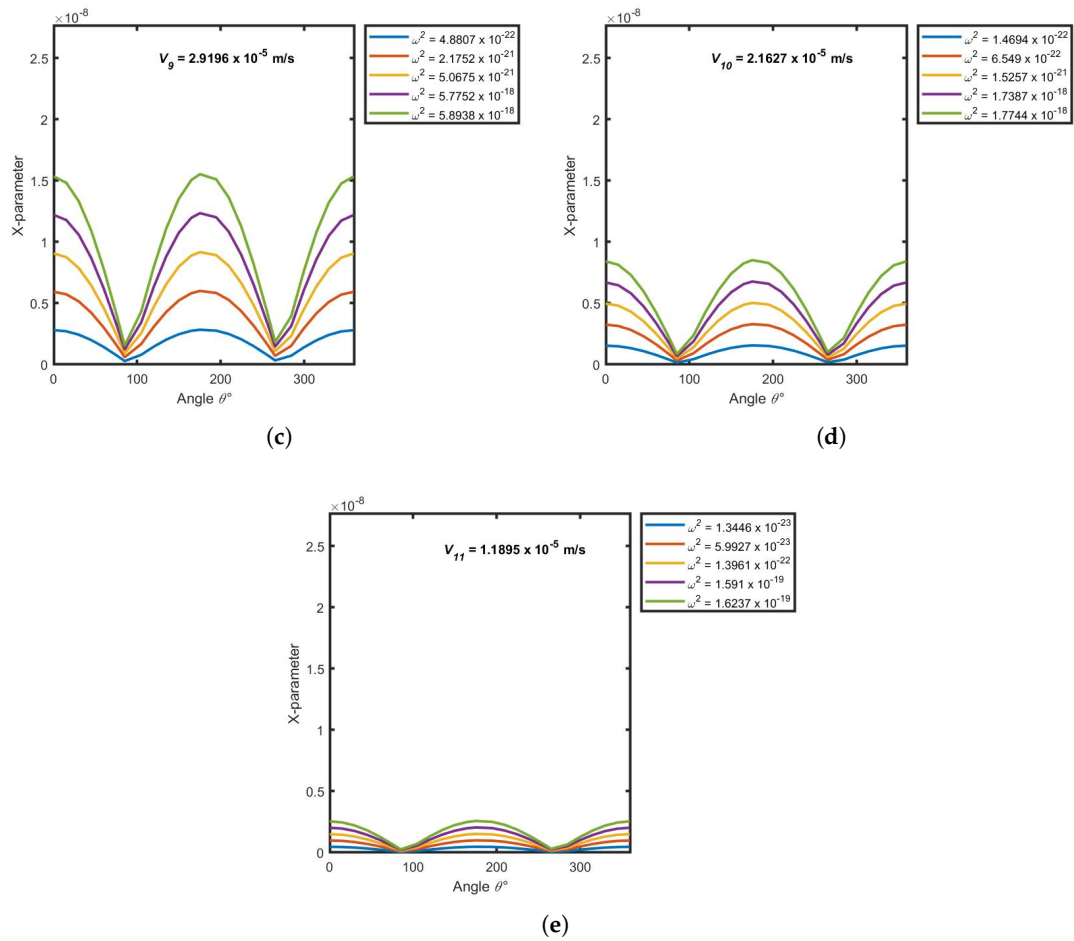 ×10⁻⁸
V₉ = 2.9196 x 10⁻⁵ m/s
2.5
2
1.5
1
0.5
0
X-parameter
0 100 200 300
Angle θ°
ω² = 4.8807 x 10⁻²²
ω² = 2.1752 x 10⁻²¹
ω² = 5.0675 x 10⁻²¹
ω² = 5.7752 x 10⁻¹⁸
ω² = 5.8938 x 10⁻¹⁸
(c)
×10⁻⁸
V₁₀ = 2.1627 x 10⁻⁵ m/s
2.5
2
1.5
1
0.5
0
X-parameter
0 100 200 300
Angle θ°
ω² = 1.4694 x 10⁻²²
ω² = 6.549 x 10⁻²²
ω² = 1.5257 x 10⁻²¹
ω² = 1.7387 x 10⁻¹⁸
ω² = 1.7744 x 10⁻¹⁸
(d)
×10⁻⁸
V₁₁ = 1.1895 x 10⁻⁵ m/s
2.5
2
1.5
1
0.5
0
X-parameter
0 100 200 300
Angle θ°
ω² = 1.3446 x 10⁻²³
ω² = 5.9927 x 10⁻²³
ω² = 1.3961 x 10⁻²²
ω² = 1.591 x 10⁻¹⁹
ω² = 1.6237 x 10⁻¹⁹
(e)